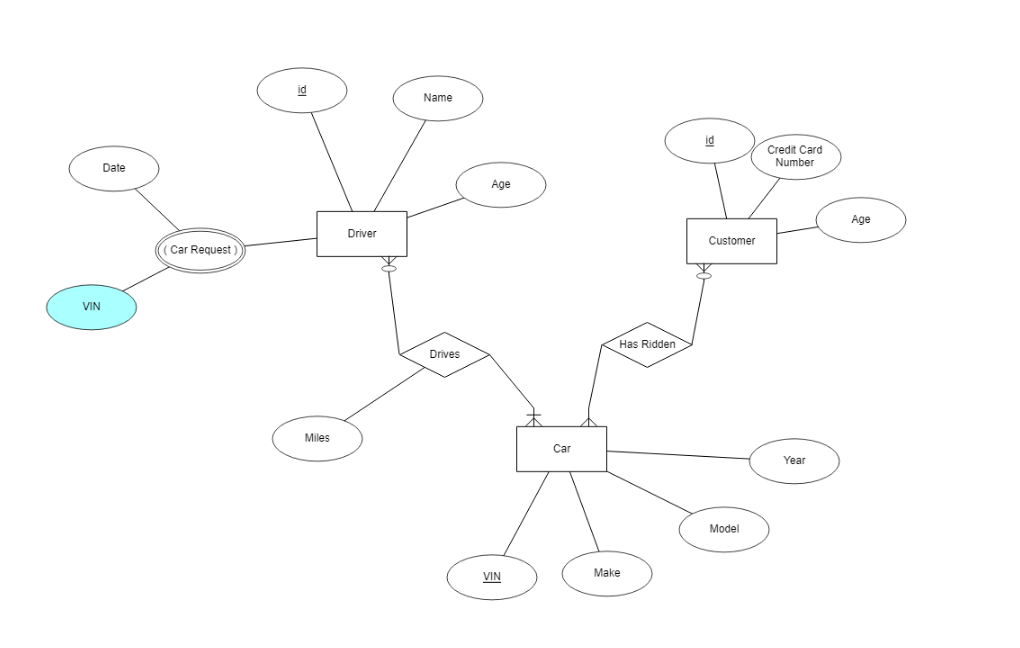 id
Name
id
Credit Card
Number
Date
Age
Age
Driver
Customer
( Car Request )
VIN
Has Ridden
Drives
Miles
Car
Year
Model
VIN
Make